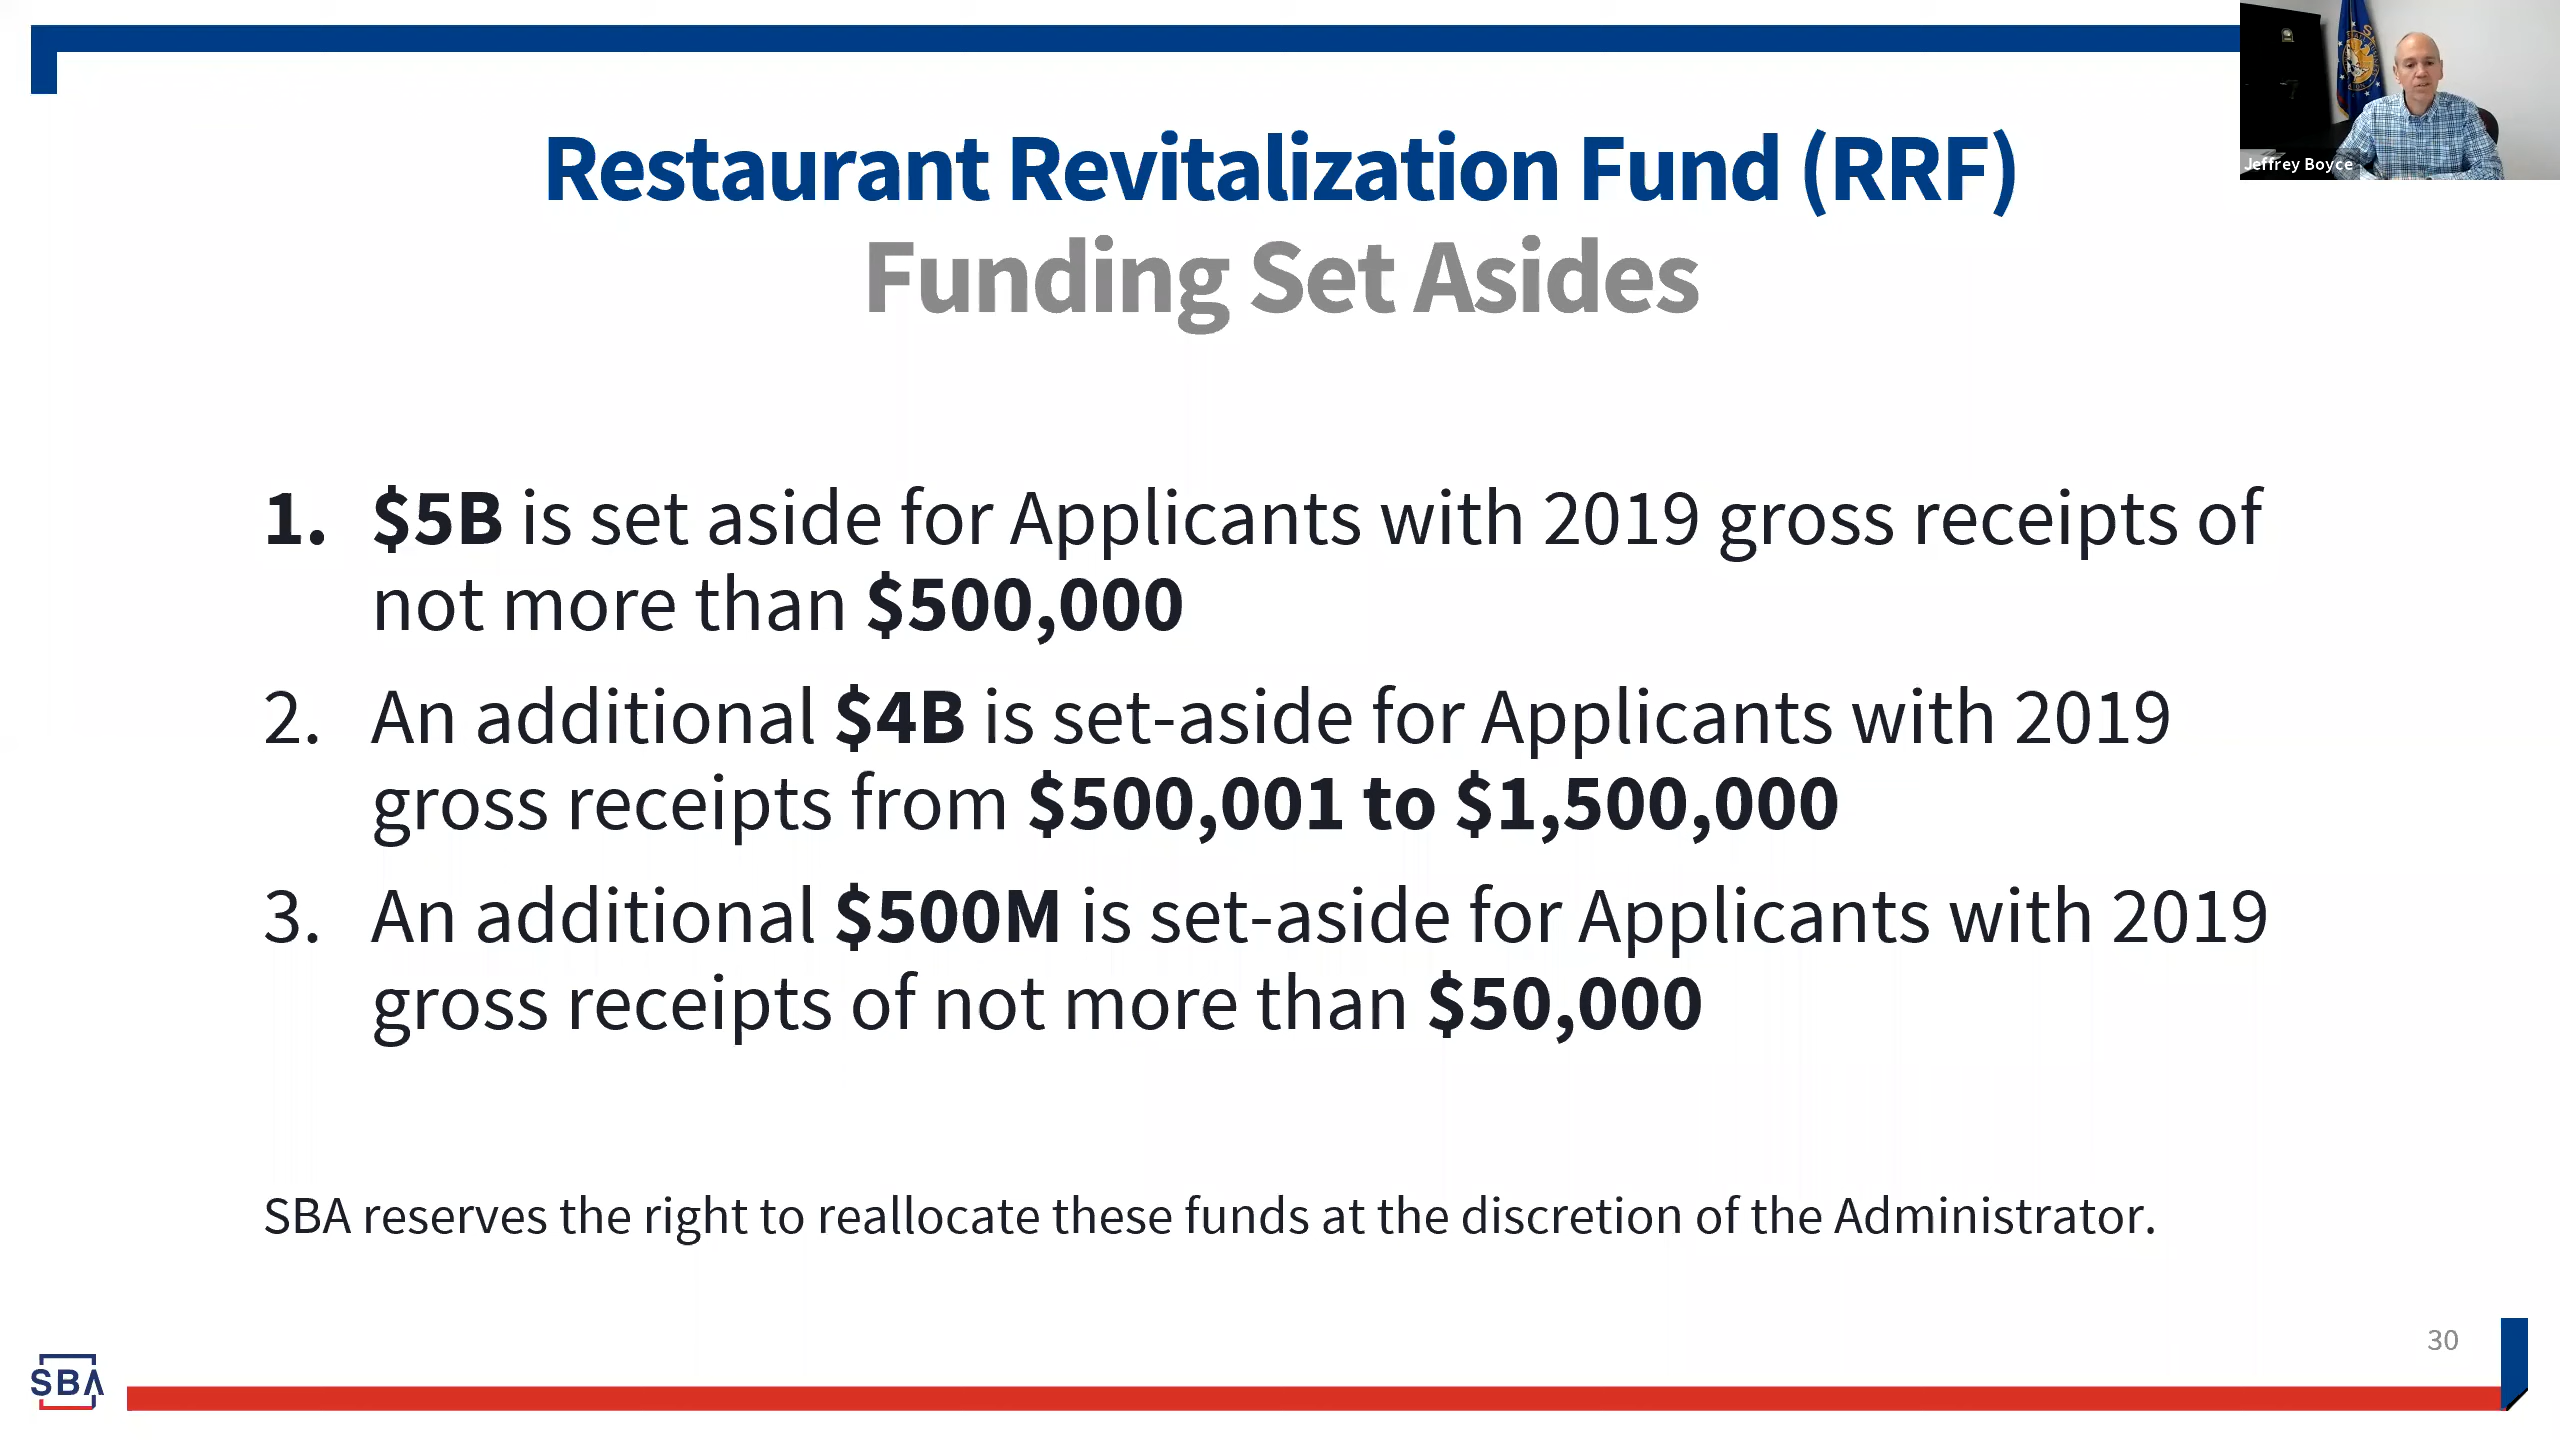 Restaurant Revitalization Fund (RRF)
Funding Set Asides
Jeffrey Boyce
1. $5B is set aside for Applicants with 2019 gross receipts of
not more than $500,000
2. An additional $4B is set-aside for Applicants with 2019
gross receipts from $500,001 to $1,500,000
3. An additional $500M is set-aside for Applicants with 2019
gross receipts of not more than $50,000
SBA reserves the right to reallocate these funds at the discretion of the Administrator.
30
SBA